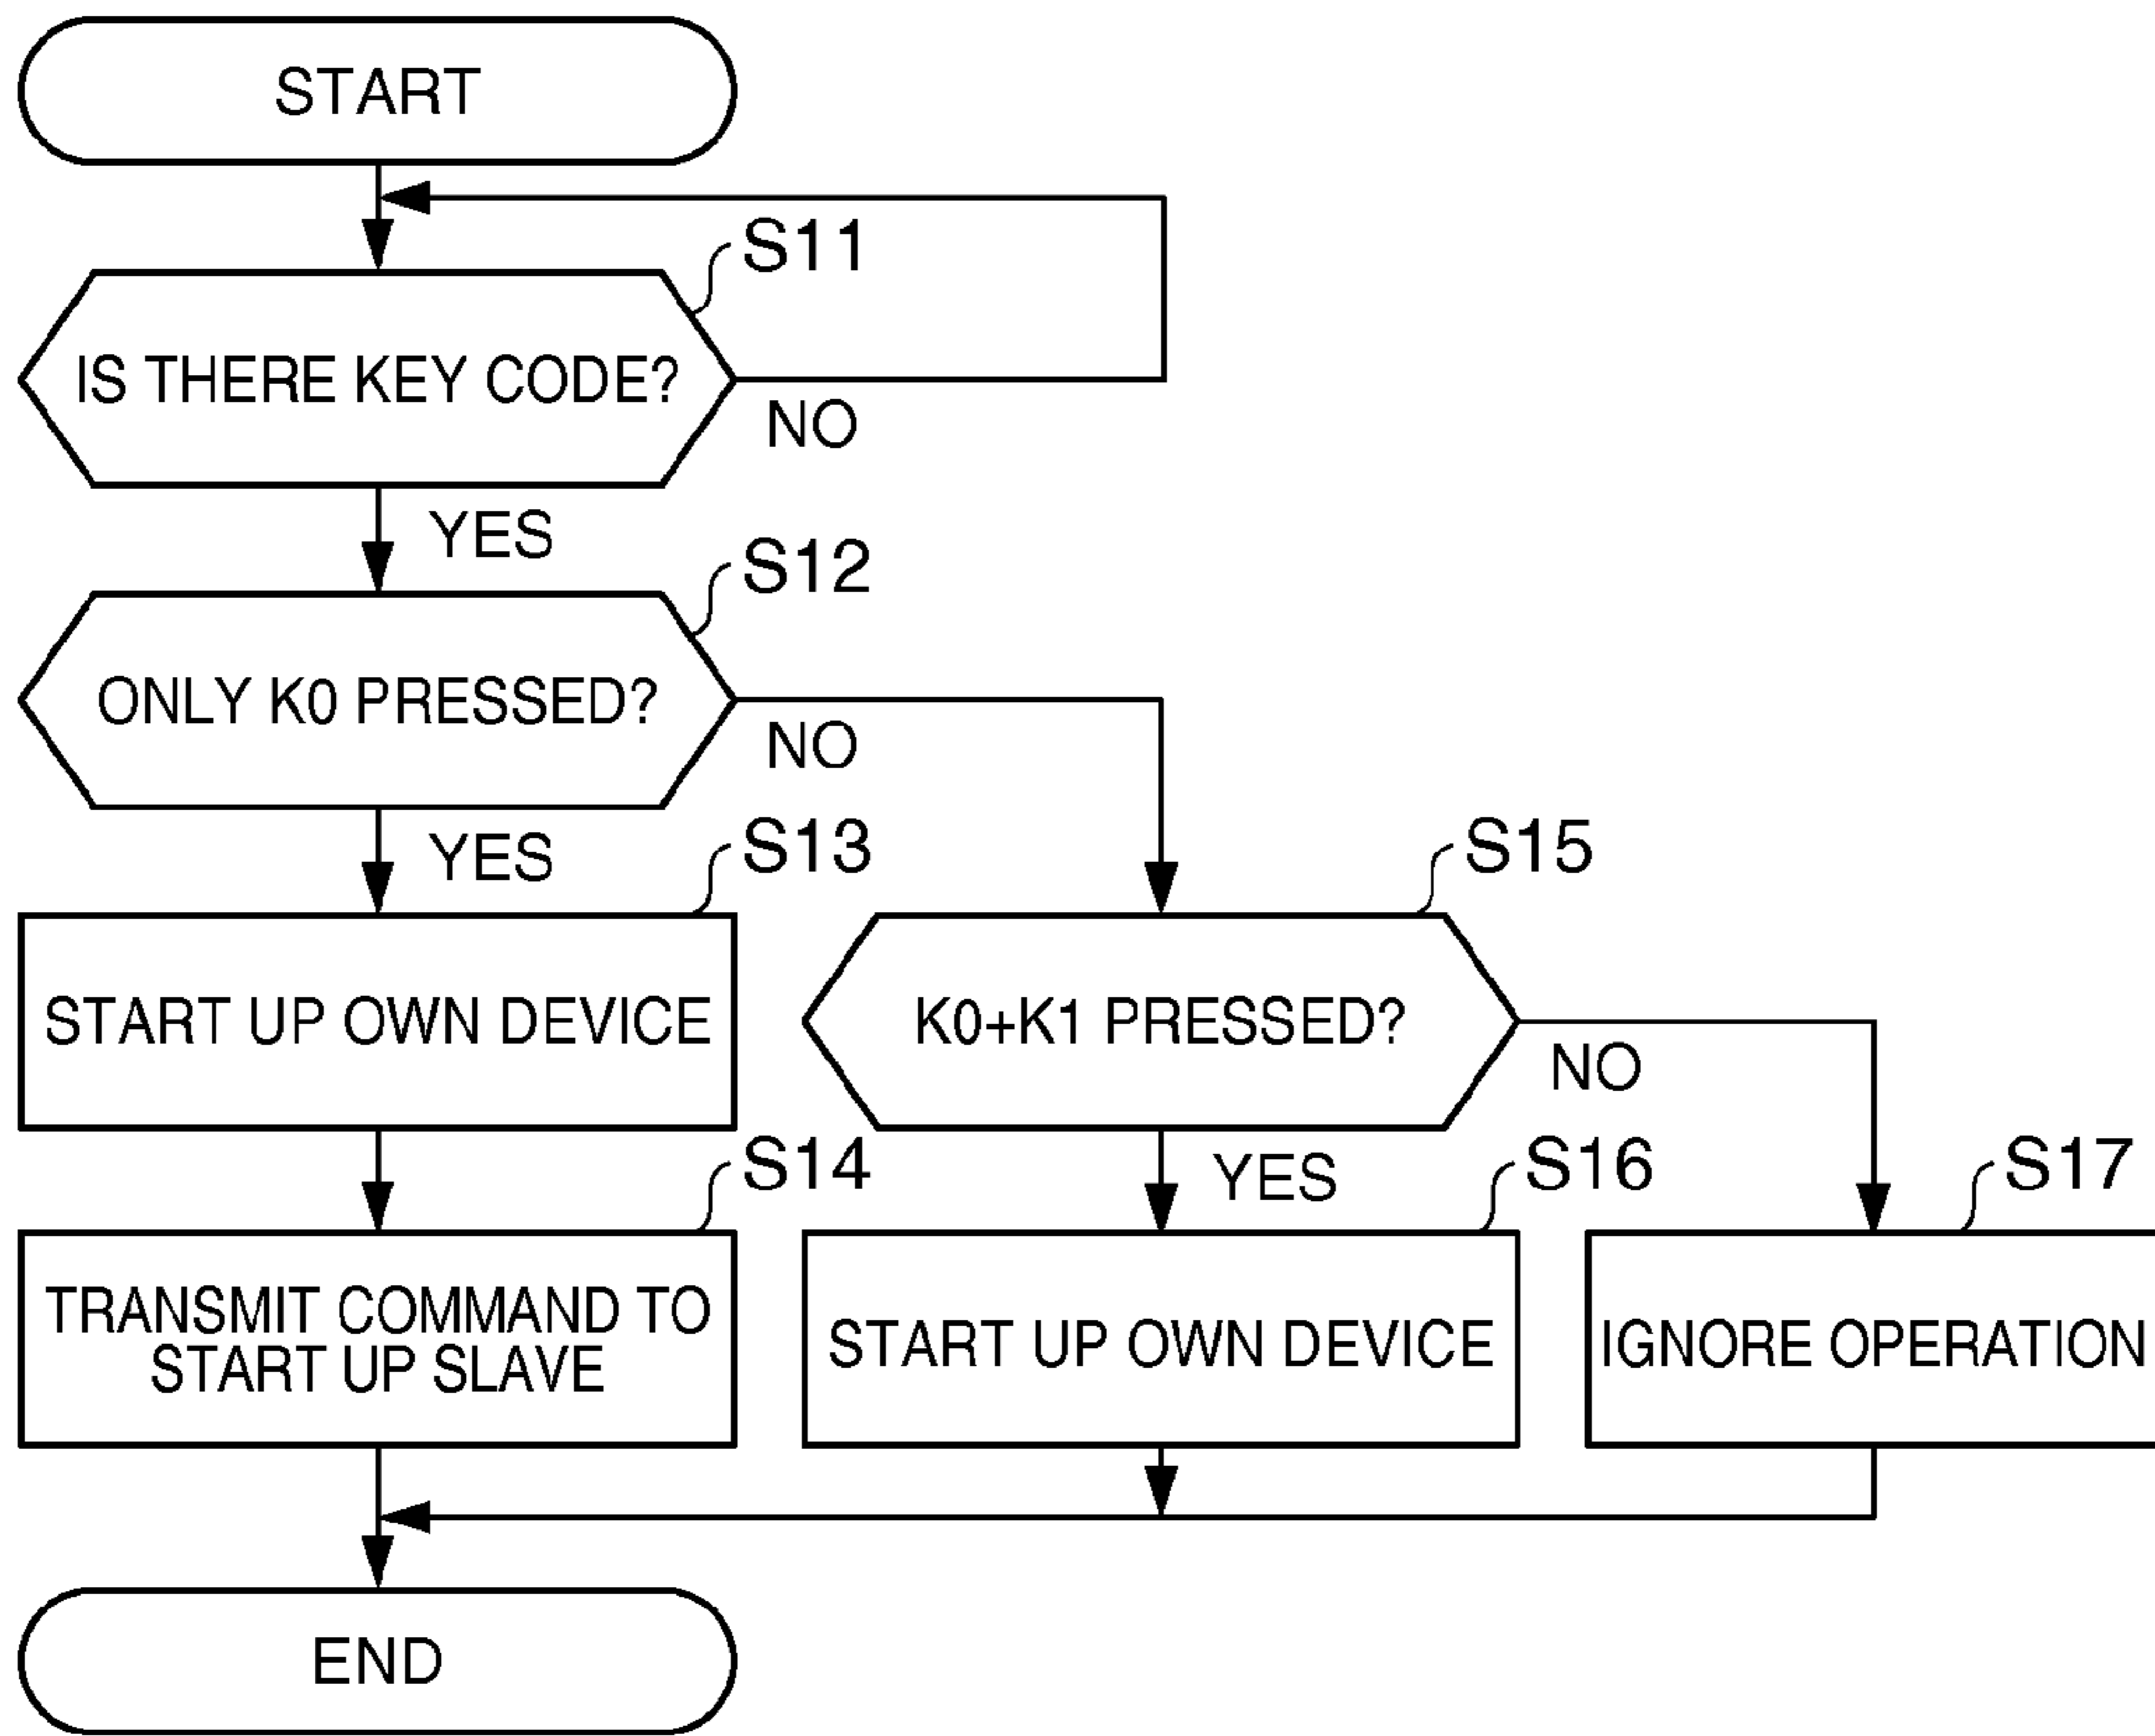 START
S11
IS THERE KEY CODE?
NO
YES
S12
ONLY K0 PRESSED?
NO
YES
S13
S15
START UP OWN DEVICE
K0+K1 PRESSED?
NO
S14
YES
S16
S17
TRANSMIT COMMAND TO
START UP SLAVE
START UP OWN DEVICE
IGNORE OPERATION
END